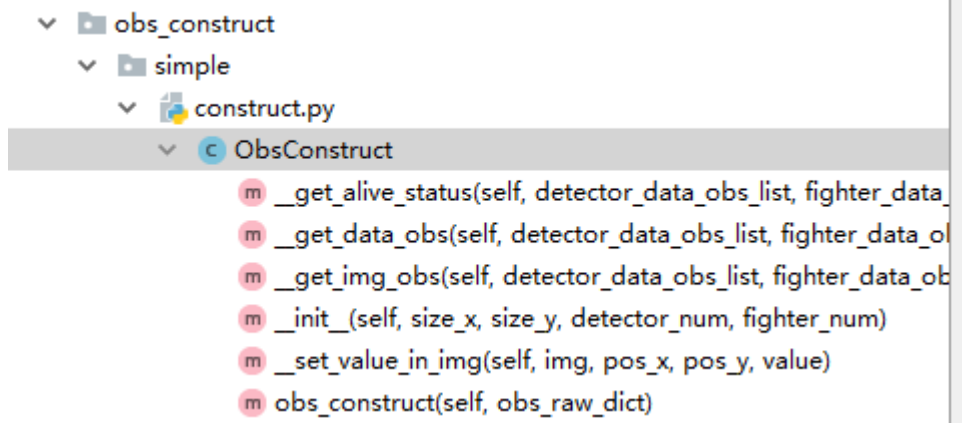 obs_construct
simple
construct.py
C ObsConstruct
m __get_alive_status(self, detector_data_obs_list, fighter_data_
m __get_data_obs(self, detector_data_obs_list, fighter_data_ol
m __get_img_obs(self, detector_data_obs_list, fighter_data_ob
m __init__(self, size_x, size_y, detector_num, fighter_num)
m __set_value_in_img(self, img, pos_x, pos_y, value)
m obs_construct(self, obs_raw_dict)